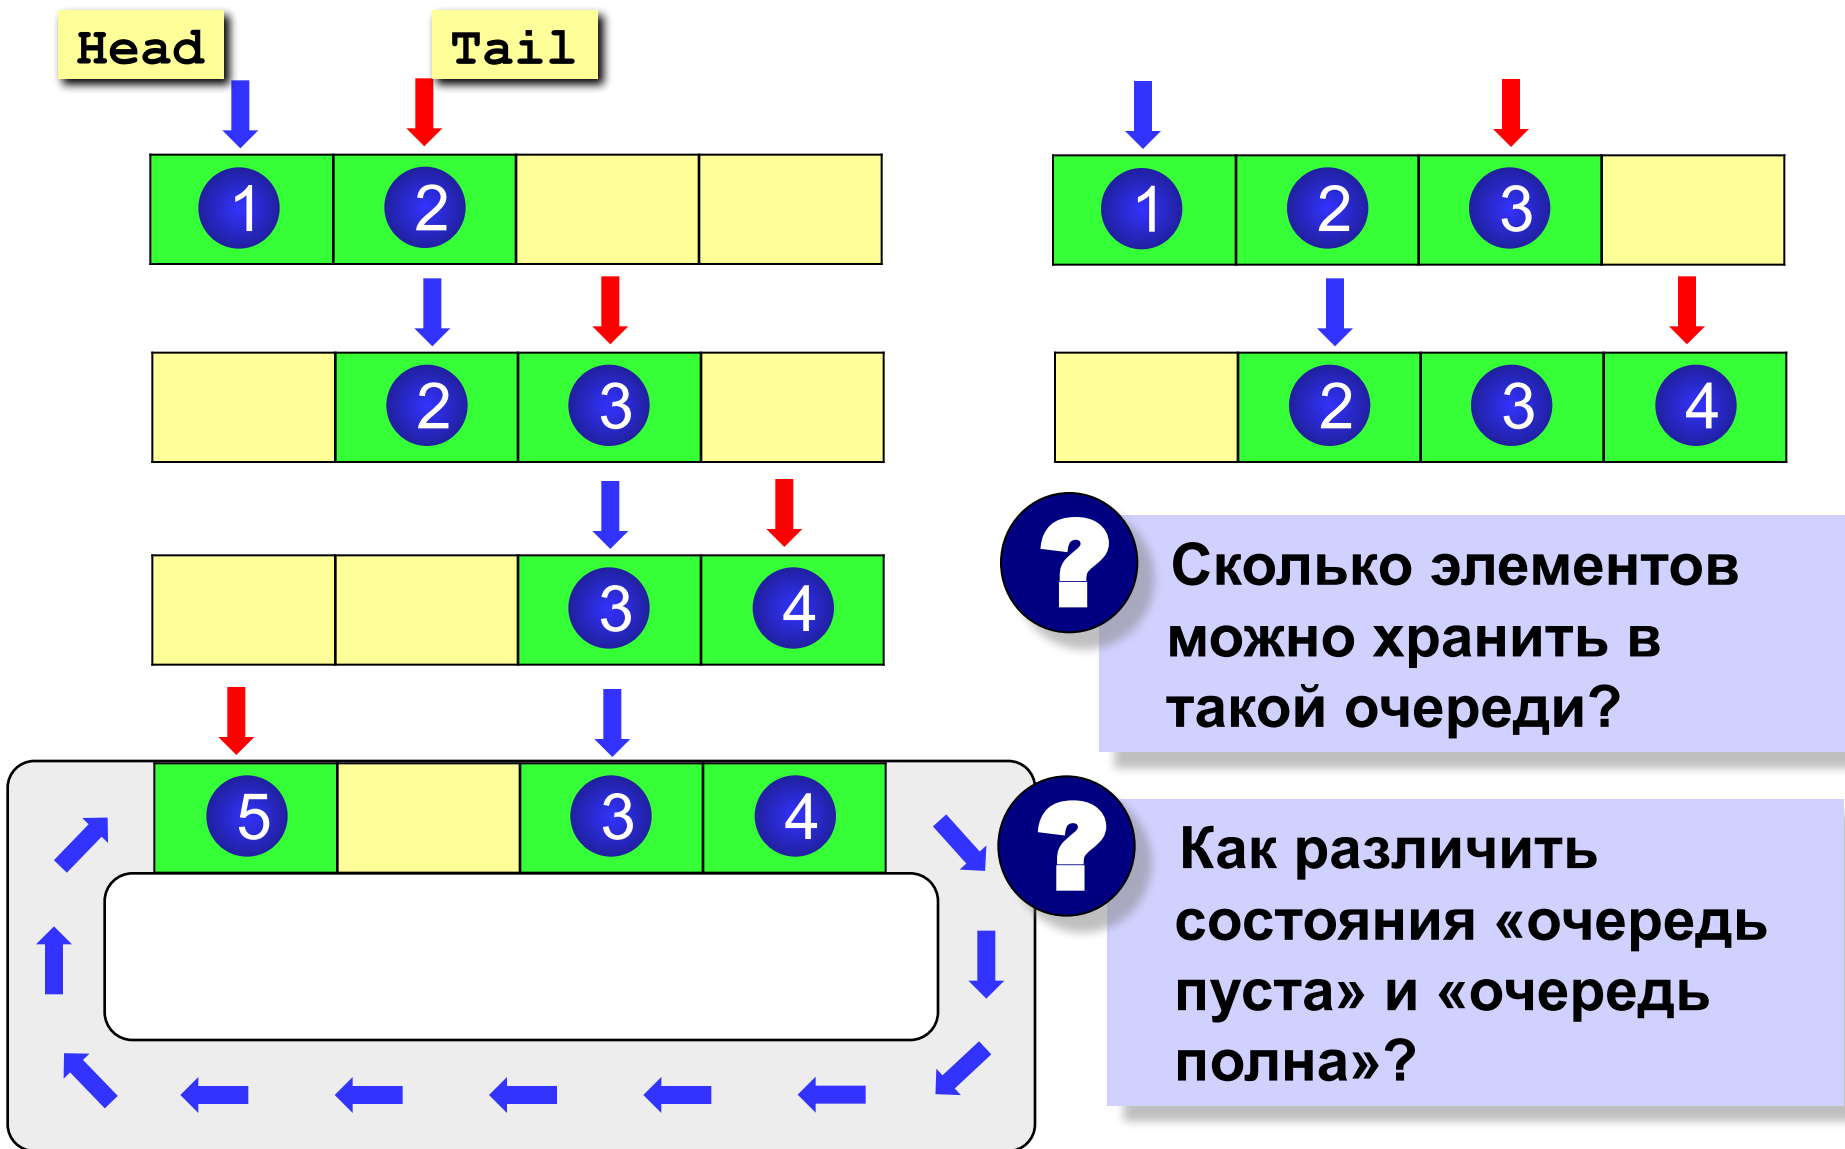 Head Tail
1 2
1 2 3
2 3
2 3 4
3 4
5 3 4
?
Сколько элементов
можно хранить в
такой очереди?
?
Как различить
состояния «очередь
пуста» и «очередь
полна»?